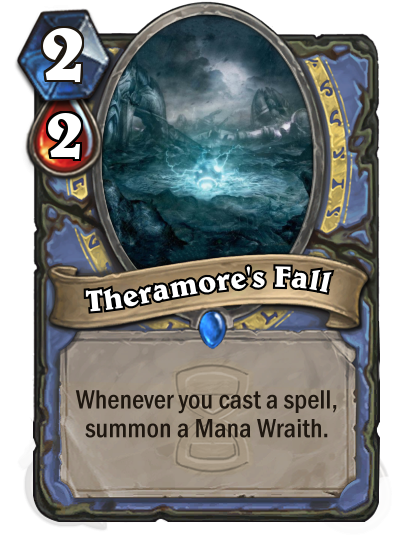 2
2
Theramore's Fall
Whenever you cast a spell,
summon a Mana Wraith.